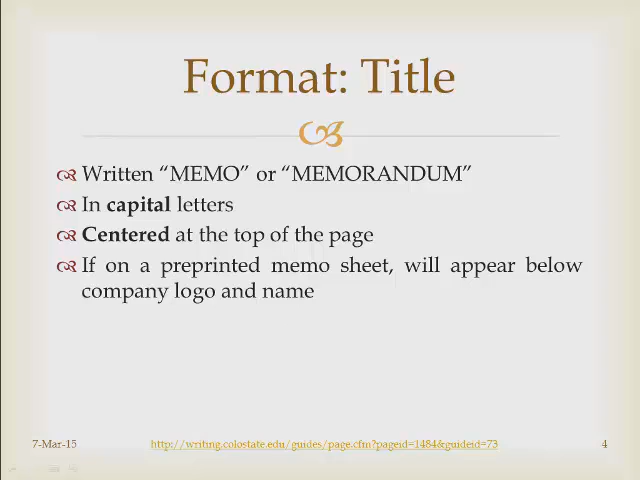 Format: Title
Written “MEMO” or “MEMORANDUM”
In capital letters
Centered at the top of the page
If on a preprinted memo sheet, will appear below
company logo and name
7-Mar-15
http://writing.colostate.edu/guides/page.cfm?pageid=1484&guideid=73
4